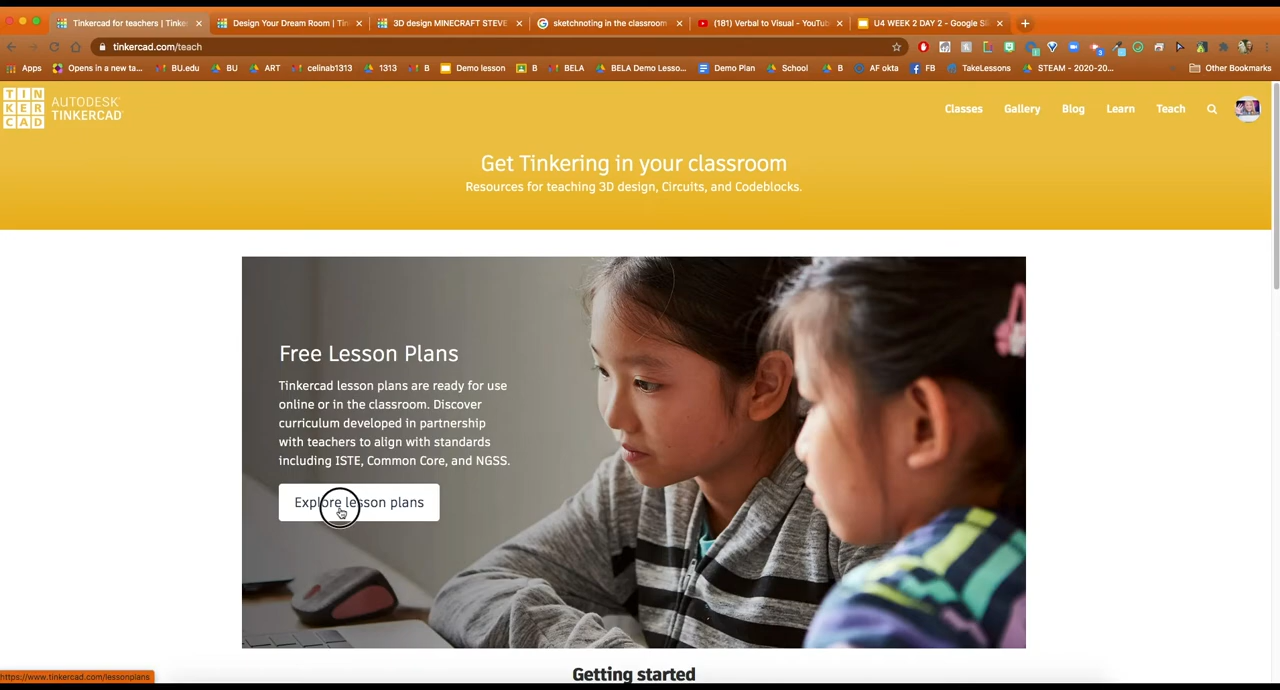 Tinkercad for teachers | Tinke
Design Your Dream Room | Tin
3D design MINECRAFT STEVE
sketchnoting in the classroom
(181) Verbal to Visual - YouTub
U4 WEEK 2 DAY 2 - Google Sl
tinkercad.com/teach
Apps
Opens in a new ta...
BU.edu
BU
ART
celinab1313
1313
B
Demo lesson
B
BELA
BELA Demo Lesso...
Demo Plan
School
B
AF okta
FB
TakeLessons
STEAM - 2020-20...
Other Bookmarks
TIN
KER
CAD
AUTODESK
TINKERCAD
Classes
Gallery
Blog
Learn
Teach
Get Tinkering in your classroom
Resources for teaching 3D design, Circuits, and Codeblocks.
Free Lesson Plans
Tinkercad lesson plans are ready for use
online or in the classroom. Discover
curriculum developed in partnership
with teachers to align with standards
including ISTE, Common Core, and NGSS.
Explore lesson plans
Getting started
https://www.tinkercad.com/lessonplans